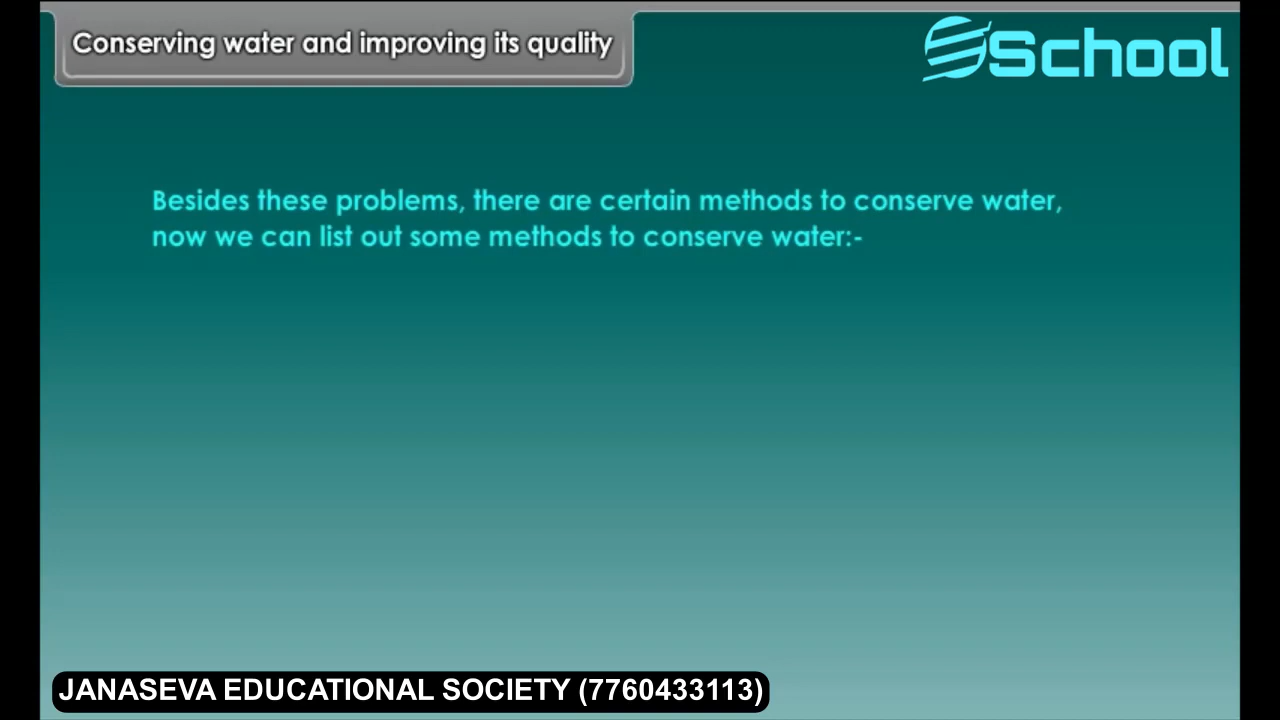 Conserving water and improving its quality
School
Besides these problems, there are certain methods to conserve water,
now we can list out some methods to conserve water:-
JANASEVA EDUCATIONAL SOCIETY (7760433113)